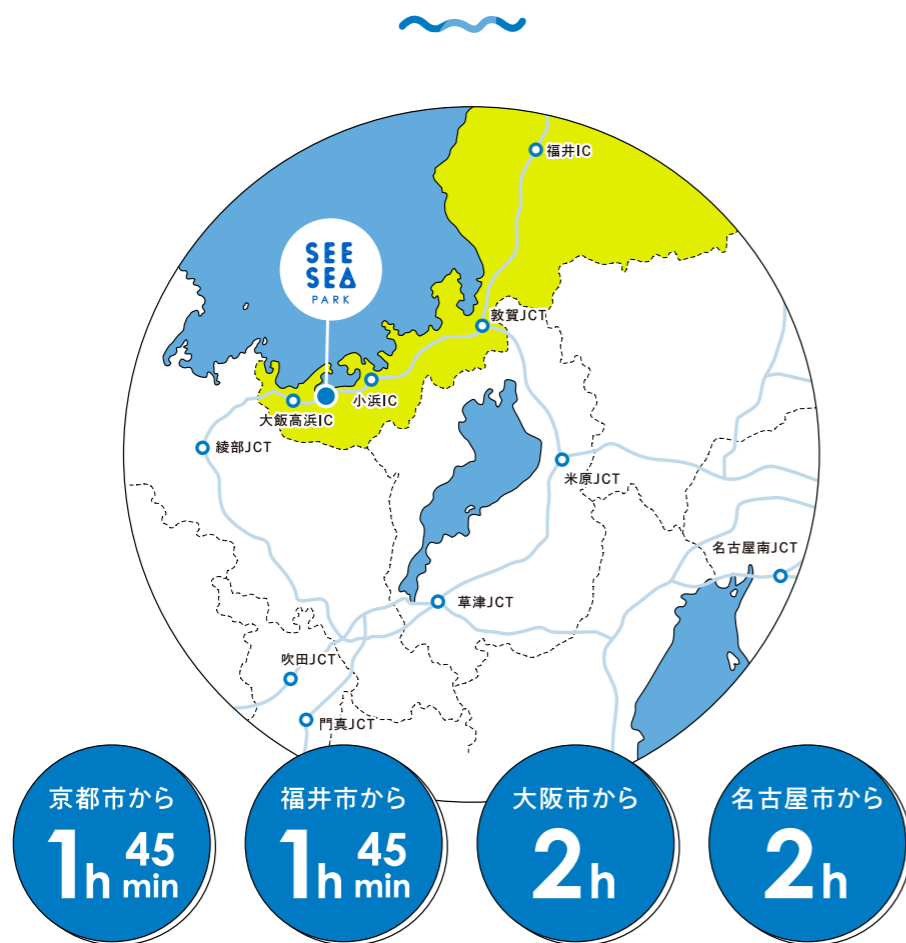 福井IC
SEE
SEA
PARK
敦賀JCT
小浜IC
大飯高浜IC
綾部JCT
米原JCT
名古屋南JCT
草津JCT
吹田JCT
門真JCT
京都市から
1h 45min
福井市から
1h 45min
大阪市から
2h
名古屋市から
2h